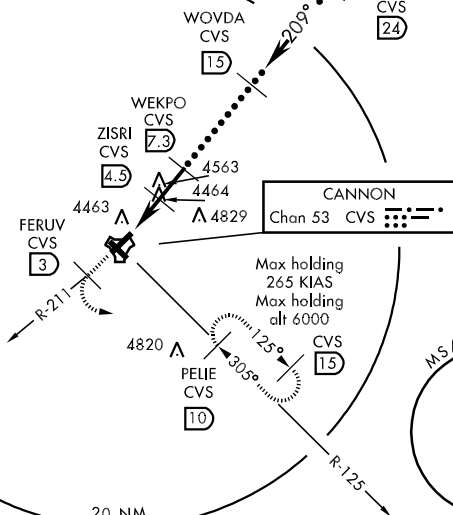 WOVDA
CVS
15
209°
CVS
24
WEKPO
CVS
7.3
ZISRI
CVS
4.5
4563
4464
4463
4829
CANNON
Chan 53 CVS
FERUV
CVS
3
R-211
Max holding
265 KIAS
Max holding
alt 6000
125°
305°
CVS
15
4820
PELIE
CVS
10
R-125
MSA
20 NM